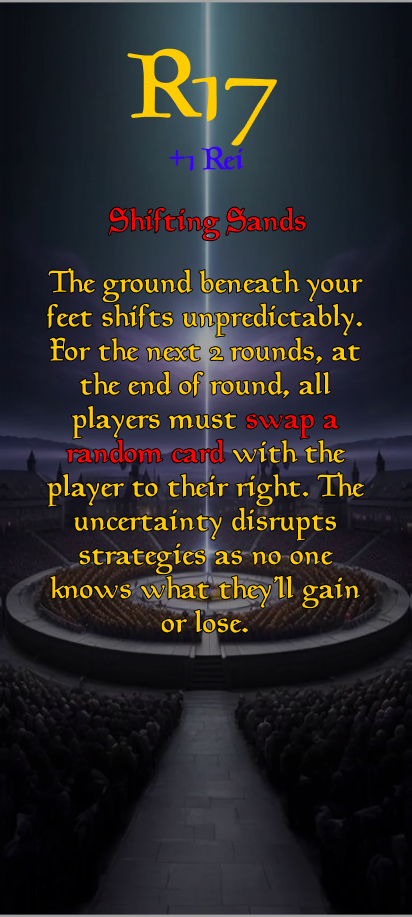 R17
+1 Rei
Shifting Sands
The ground beneath your
feet shifts unpredictably.
For the next 2 rounds, at
the end of round, all
players must swap a
random card with the
player to their right. The
uncertainty disrupts
strategies as no one
knows what they'll gain
or lose.